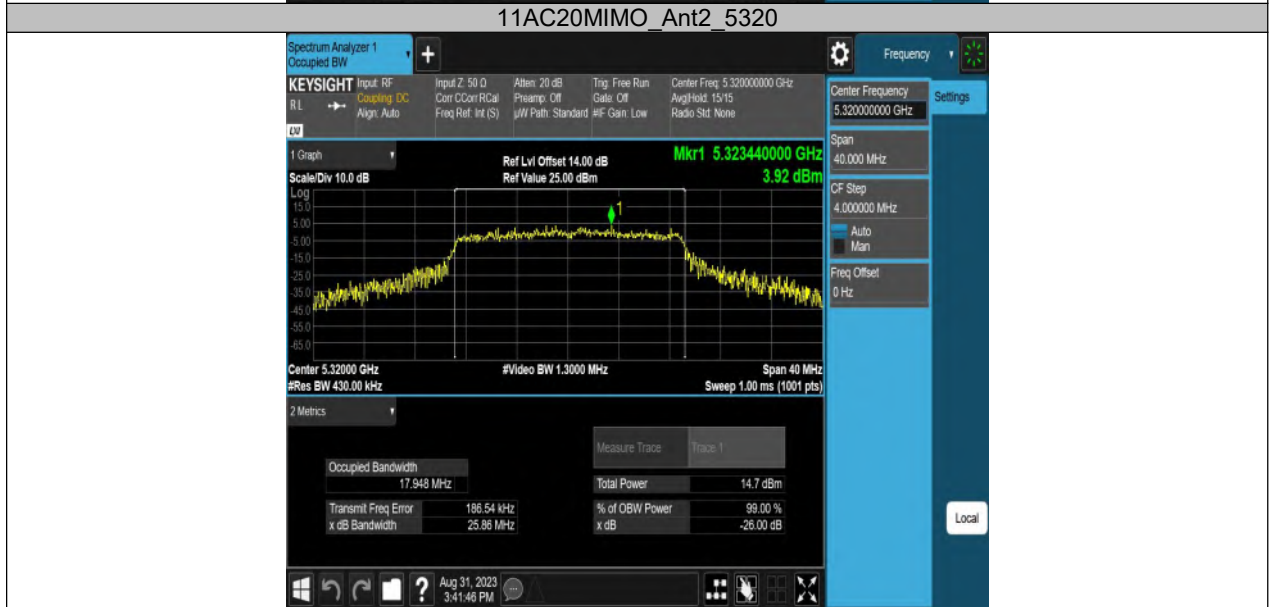 11AC20MIMO_Ant2_5320
Spectrum Analyzer 1
Occupied BW
+
Frequency
KEYSIGHT
R L
LXI
Input: RF
Coupling: DC
Align: Auto
Input Z: 50 Ω
Corr CCorr RCal
Freq Ref: Int (S)
Atten: 20 dB
Preamp: Off
µW Path: Standard
Trig: Free Run
Gate: Off
#IF Gain: Low
Center Freq: 5.320000000 GHz
Avg|Hold: 15/15
Radio Std: None
Center Frequency
5.320000000 GHz
Settings
Span
40.000 MHz
CF Step
4.000000 MHz
Auto
Man
Freq Offset
0 Hz
1 Graph
Scale/Div 10.0 dB
Ref Lvl Offset 14.00 dB
Ref Value 25.00 dBm
Mkr1 5.323440000 GHz
3.92 dBm
Log
15.0
5.00
-5.00
-15.0
-25.0
-35.0
-45.0
-55.0
-65.0
1
Center 5.32000 GHz
#Video BW 1.3000 MHz
Span 40 MHz
#Res BW 430.00 kHz
Sweep 1.00 ms (1001 pts)
2 Metrics
Measure Trace
Trace 1
Occupied Bandwidth
17.948 MHz
Total Power
14.7 dBm
Transmit Freq Error
186.54 kHz
% of OBW Power
99.00 %
x dB Bandwidth
25.86 MHz
x dB
-26.00 dB
Local
?
Aug 31, 2023
3:41:46 PM